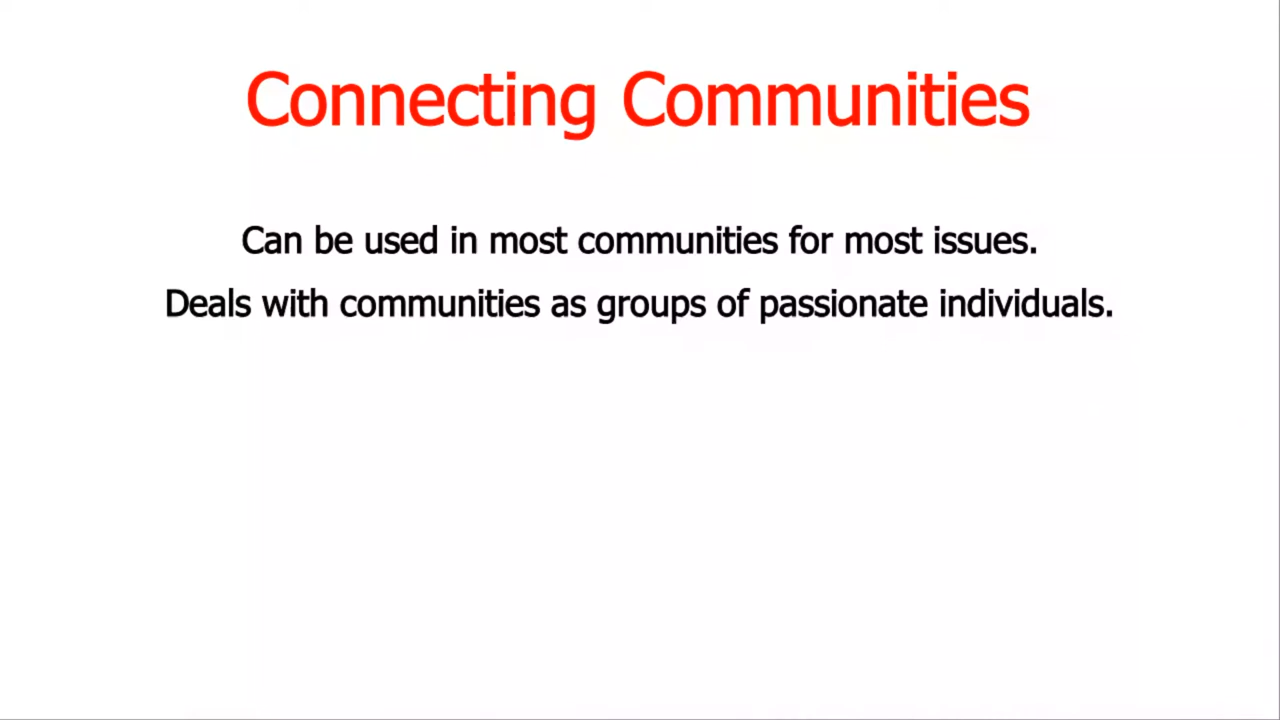 Connecting Communities
Can be used in most communities for most issues.
Deals with communities as groups of passionate individuals.